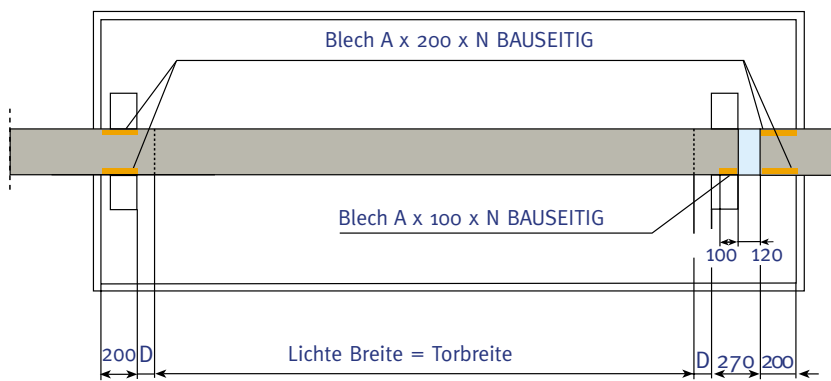 Blech A x 200 x N BAUSEITIG
Blech A x 100 x N BAUSEITIG
100 120
200 D Lichte Breite = Torbreite D 270 200